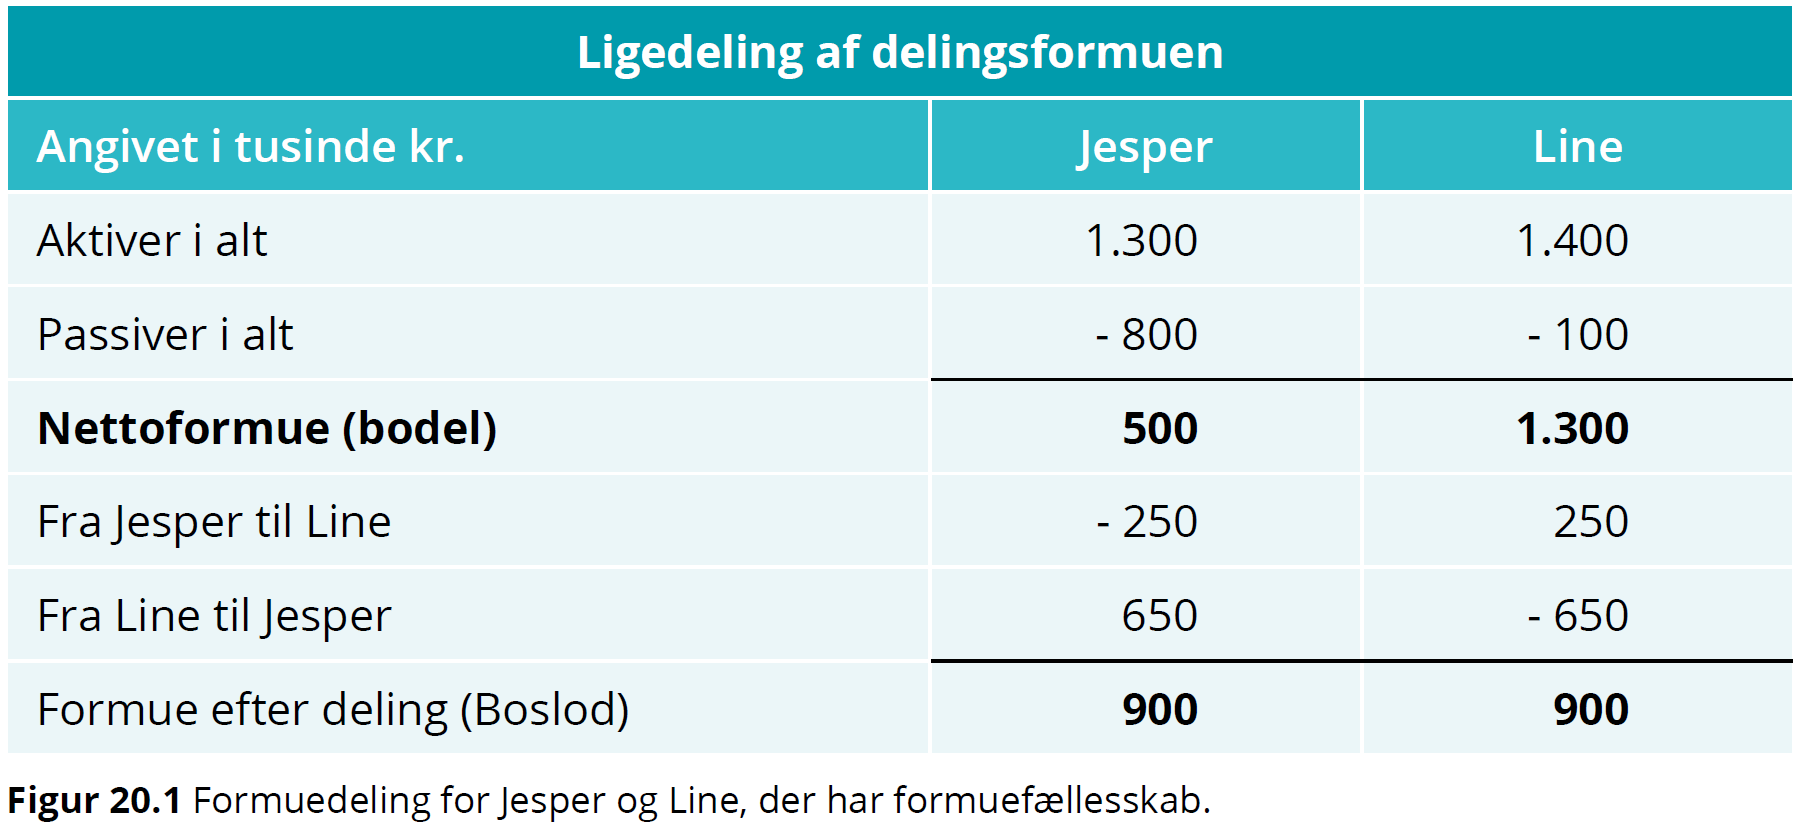 Ligedeling af delingsformuen
Angivet i tusinde kr. Jesper Line
Aktiver i alt 1.300 1.400
Passiver i alt - 800 - 100
Nettoformue (bodel) 500 1.300
Fra Jesper til Line - 250 250
Fra Line til Jesper 650 - 650
Formue efter deling (Boslod) 900 900
Figur 20.1 Formuedeling for Jesper og Line, der har formuefællesskab.